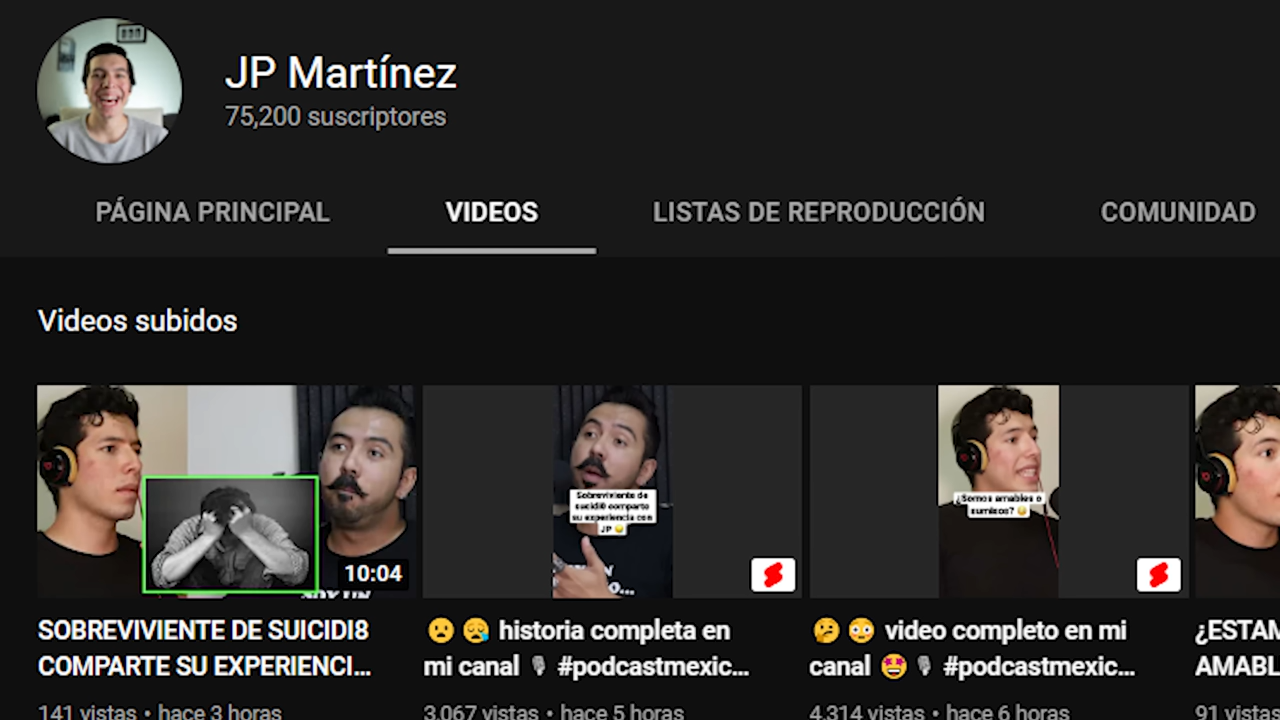 JP Martínez
75,200 suscriptores
PÁGINA PRINCIPAL
VIDEOS
LISTAS DE REPRODUCCIÓN
COMUNIDAD
Videos subidos
10:04
Sobreviviente de
suicidi8 comparte
su experiencia con
JP 😥
¿Somos amables o
sumisos? 🤔
SOBREVIVIENTE DE SUICIDI8
COMPARTE SU EXPERIENCI...
141 vistas • hace 3 horas
😦 😪 historia completa en
mi canal 🎙 #podcastmexic...
3,067 vistas • hace 5 horas
🤔 😳 video completo en mi
canal 🤩 🎙 #podcastmexic...
4,314 vistas • hace 6 horas
¿ESTAM
AMABL
91 vistas